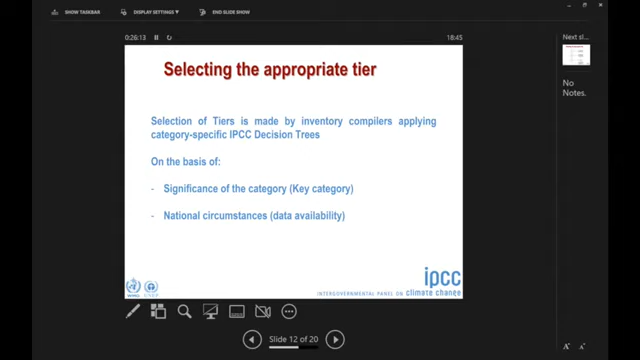 SHOW TASKBAR DISPLAY SETTINGS ▾ END SLIDE SHOW
0:26:13
18:45
Selecting the appropriate tier
Selection of Tiers is made by inventory compilers applying
category-specific IPCC Decision Trees
On the basis of:
- Significance of the category (Key category)
- National circumstances (data availability)
WMO UNEP
INTERGOVERNMENTAL PANEL ON climate change
ipcc
Slide 12 of 20
Next sl...
No
Notes.
A A